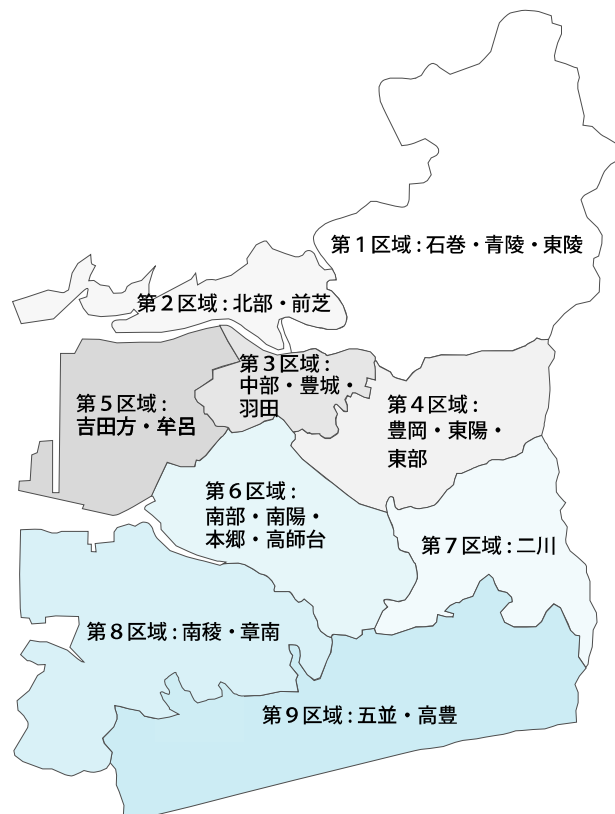 第1区域:石巻・青陵・東陵
第2区域:北部・前芝
第3区域:
中部・豊城・
羽田
第4区域:
豊岡・東陽・
東部
第5区域:
吉田方・牟呂
第6区域:
南部・南陽・
本郷・高師台
第7区域:二川
第8区域:南稜・章南
第9区域:五並・高豊